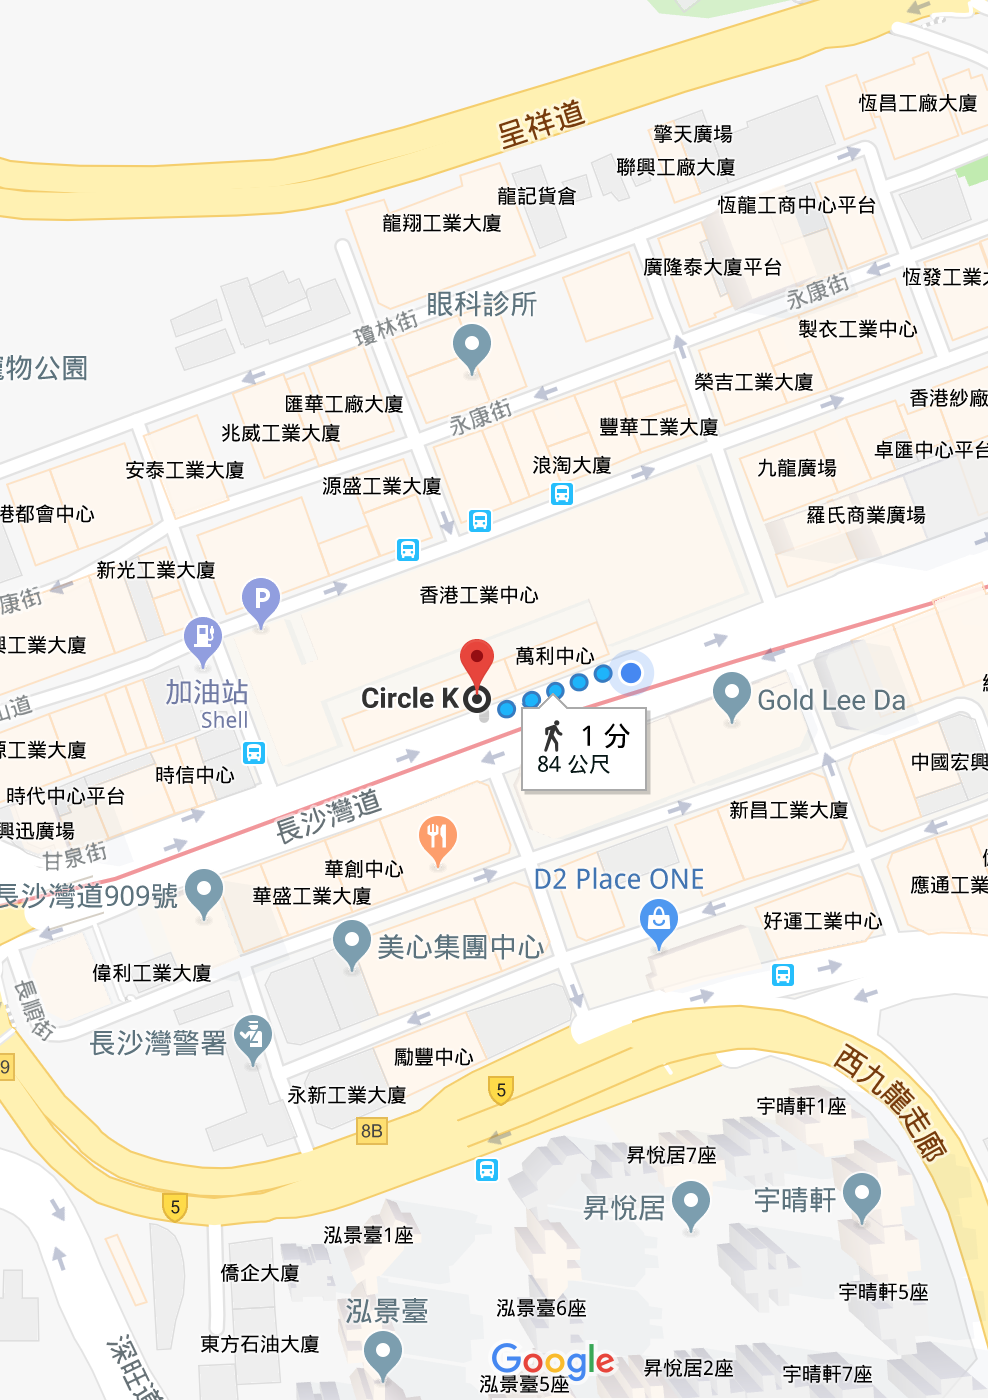 恆昌工廠大廈
呈祥道
擎天廣場
聯興工廠大廈
龍記貨倉
恆龍工商中心平台
龍翔工業大廈
廣隆泰大廈平台
恆發工業
永康街
眼科診所
瓊林街
製衣工業中心
物公園
榮吉工業大廈
香港紗廠
匯華工廠大廈
永康街
兆威工業大廈
豐華工業大廈
卓匯中心平台
安泰工業大廈
浪淘大廈
九龍廣場
源盛工業大廈
港都會中心
羅氏商業廣場
新光工業大廈
P
香港工業中心
康街
興工業大廈
萬利中心
加油站
Shell
Circle K
Gold Lee Da
山道
1 分
84 公尺
源工業大廈
時信中心
中國宏興
時代中心平台
新昌工業大廈
長沙灣道
興迅廣場
甘泉街
華創中心
D2 Place ONE
長沙灣道909號
華盛工業大廈
應通工業
好運工業中心
美心集團中心
偉利工業大廈
長順街
長沙灣警署
勵豐中心
西九龍走廊
9
永新工業大廈
5
宇晴軒1座
8B
昇悅居7座
宇晴軒
昇悅居
5
泓景臺1座
僑企大廈
宇晴軒5座
泓景臺
泓景臺6座
東方石油大廈
深旺道
Google
昇悅居2座
宇晴軒7座
泓景臺5座